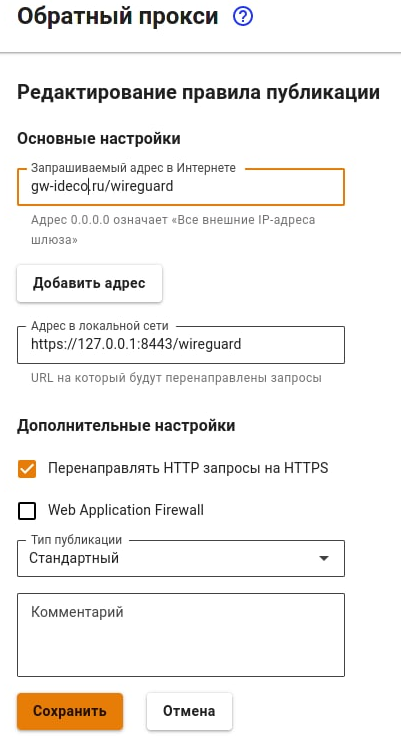 Обратный прокси ?
Редактирование правила публикации
Основные настройки
Запрашиваемый адрес в Интернете
gw-ideco.ru/wireguard
Адрес 0.0.0.0 означает «Все внешние IP-адреса
шлюза»
Добавить адрес
Адрес в локальной сети
https://127.0.0.1:8443/wireguard
URL на который будут перенаправлены запросы
Дополнительные настройки
Перенаправлять HTTP запросы на HTTPS
Web Application Firewall
Тип публикации
Стандартный
Комментарий
Сохранить Отмена